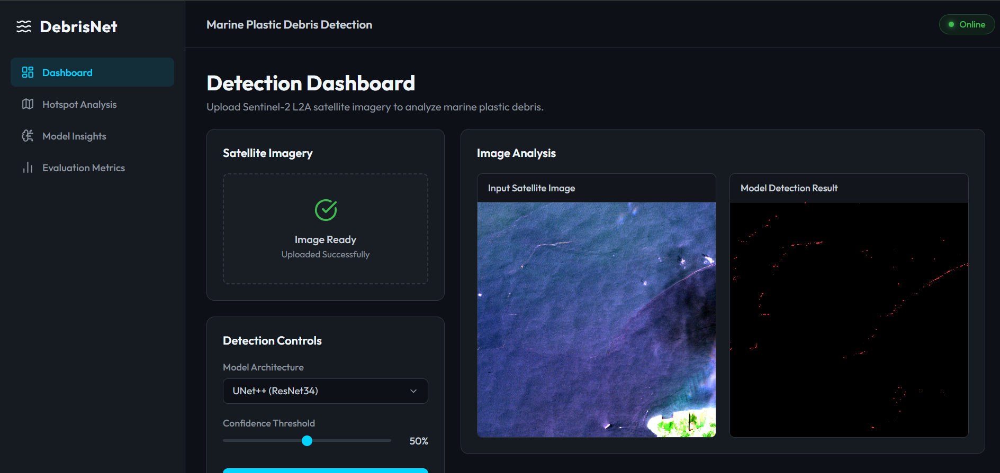 DebrisNet
Dashboard
Hotspot Analysis
Model Insights
Evaluation Metrics
Marine Plastic Debris Detection
Online
Detection Dashboard
Upload Sentinel-2 L2A satellite imagery to analyze marine plastic debris.
Satellite Imagery
Image Ready
Uploaded Successfully
Detection Controls
Model Architecture
UNet++ (ResNet34)
Confidence Threshold
50%
Image Analysis
Input Satellite Image
Model Detection Result